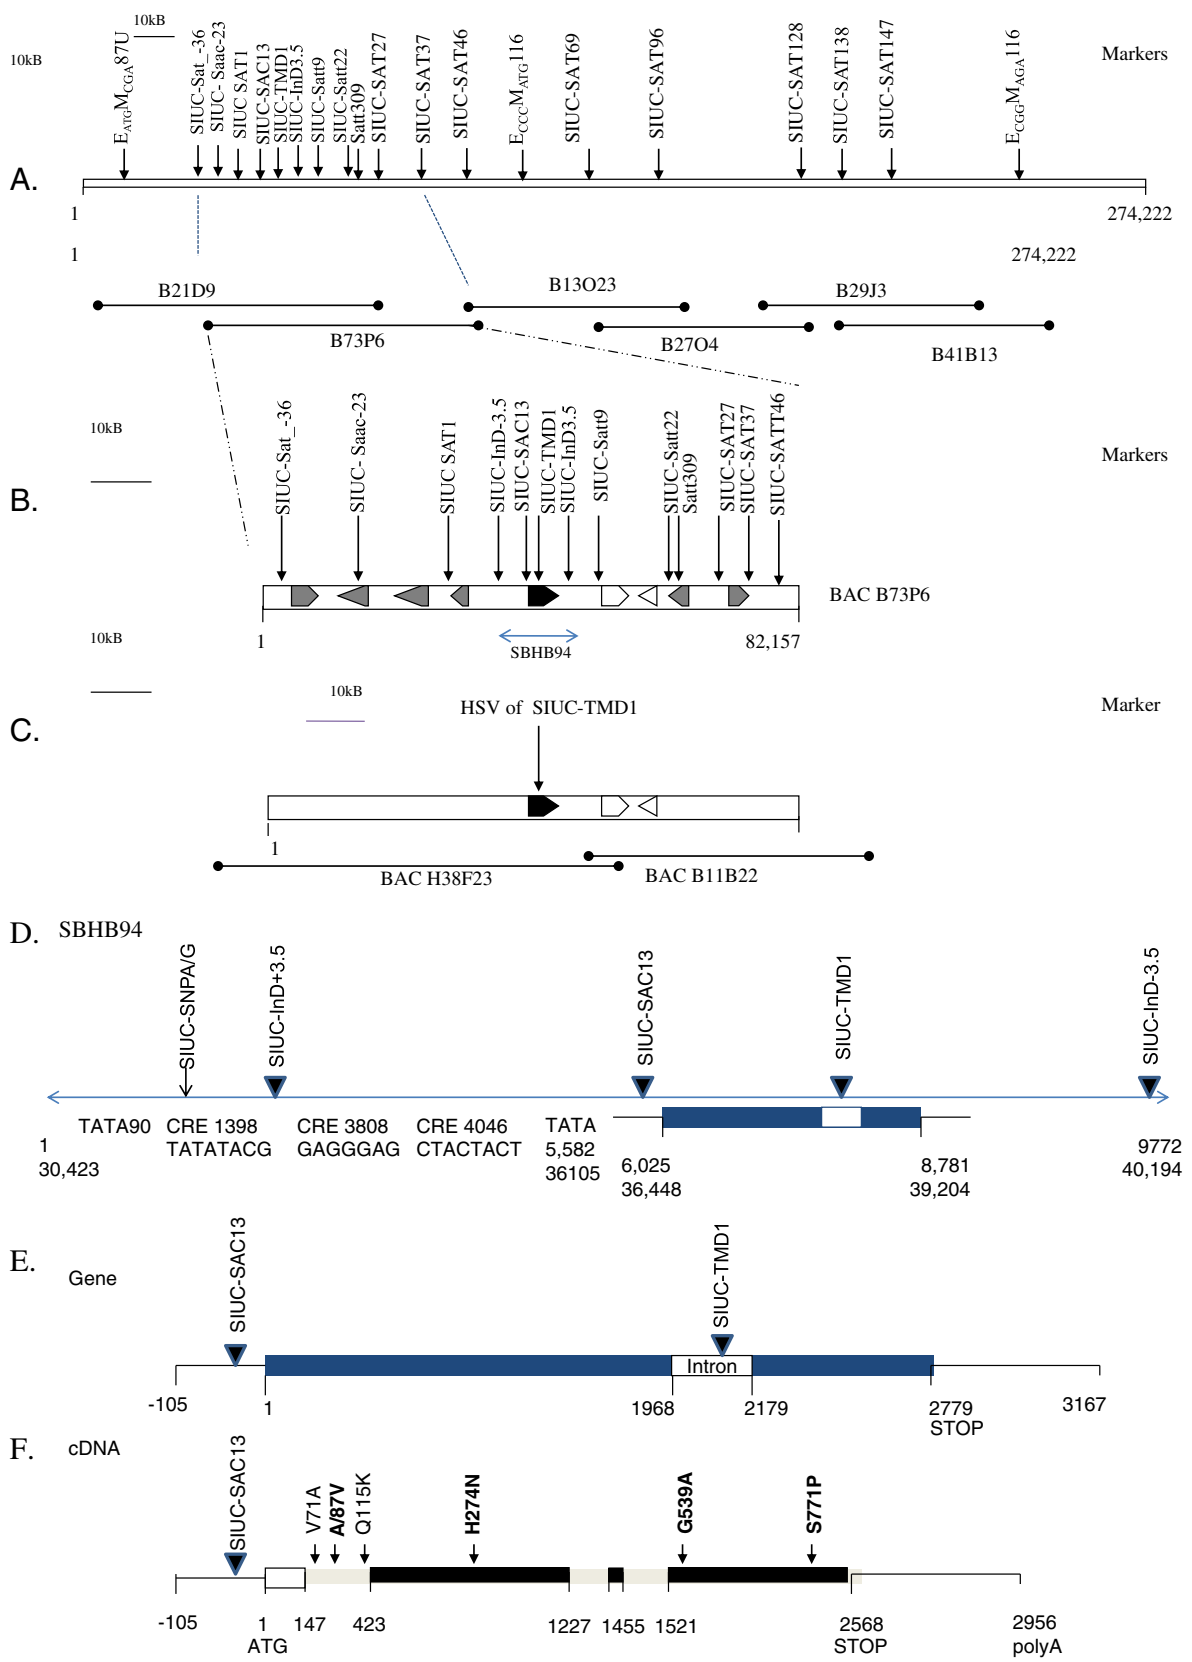 10kB
10kB
E_ATG M_CGA 87U
SIUC-Sat_-36
SIUC- Saac-23
SIUC SAT1
SIUC-SAC13
SIUC-TMD1
SIUC-InD3.5
SIUC-Satt9
SIUC-Satt22
Satt309
SIUC-SAT27
SIUC-SAT37
SIUC-SAT46
E_CCC M_ATG 116
SIUC-SAT69
SIUC-SAT96
SIUC-SAT128
SIUC-SAT138
SIUC-SAT147
E_CGG M_AGA 116
Markers
A.
1 274,222
1 274,222
B21D9 B13O23 B29J3
B73P6 B27O4 B41B13
10kB
SIUC-Sat_-36
SIUC- Saac-23
SIUC SAT1
SIUC-InD-3.5
SIUC-SAC13
SIUC-TMD1
SIUC-InD3.5
SIUC-Satt9
SIUC-Satt22
Satt309
SIUC-SAT27
SIUC-SAT37
SIUC-SATT46
Markers
B.
BAC B73P6
1 82,157
SBHB94
10kB
10kB
HSV of SIUC-TMD1
Marker
C.
1
BAC H38F23 BAC B11B22
D. SBHB94
SIUC-SNPA/G
SIUC-InD+3.5
SIUC-SAC13
SIUC-TMD1
SIUC-InD-3.5
TATA90 CRE 1398 CRE 3808 CRE 4046 TATA
1 TATATACG GAGGGAG CTACTACT 5,582 6,025 8,781 9772
30,423 36105 36,448 39,204 40,194
E. Gene
SIUC-SAC13
SIUC-TMD1
Intron
-105 1 1968 2179 2779 3167
STOP
F. cDNA
SIUC-SAC13
V71A
A/87V
Q115K
H274N
G539A
S771P
-105 1 147 423 1227 1455 1521 2568 2956
ATG STOP polyA